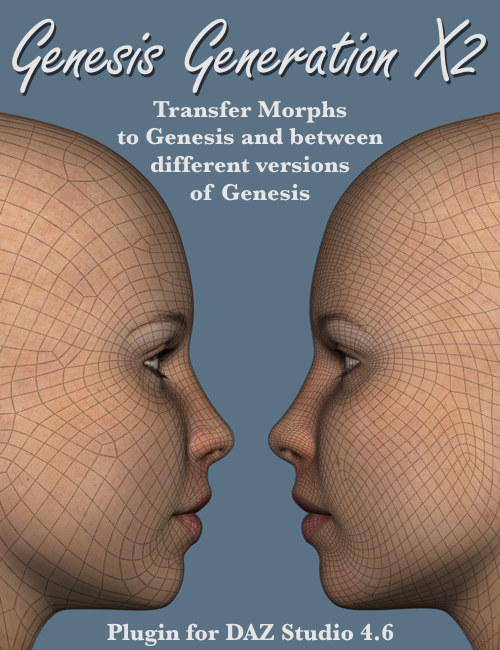 Genesis Generation X2
Transfer Morphs
to Genesis and between
different versions
of Genesis
Plugin for DAZ Studio 4.6